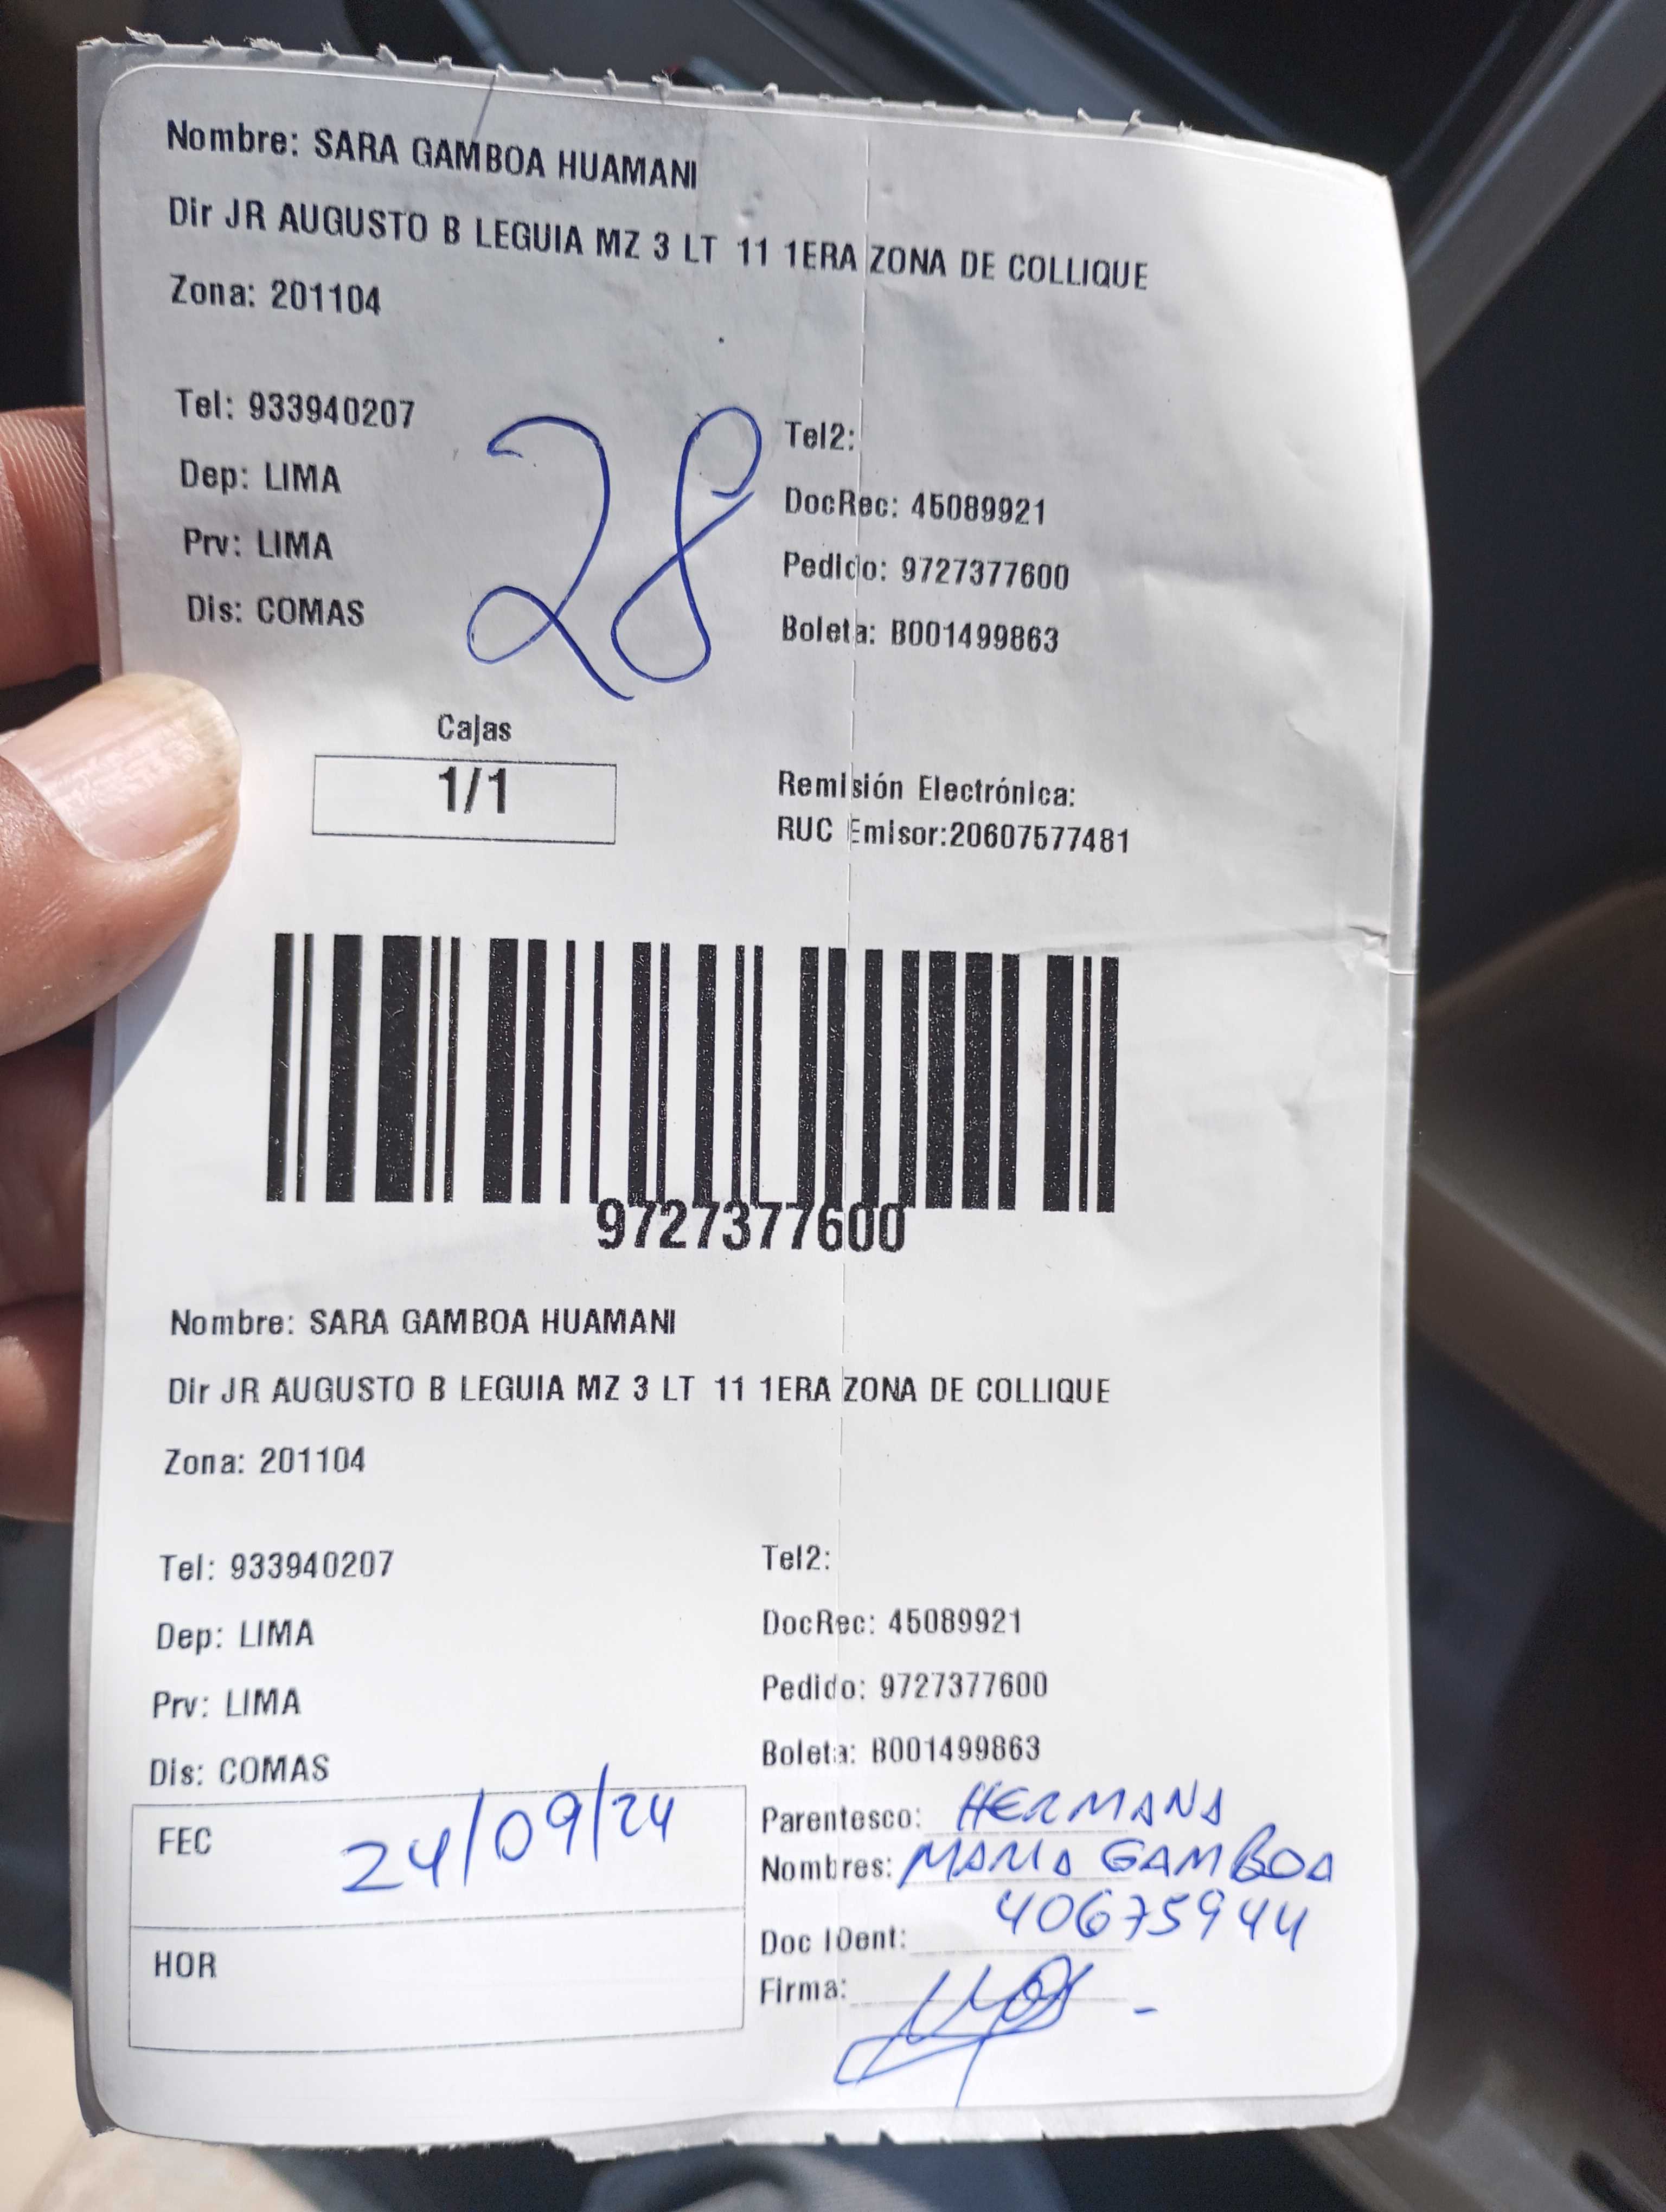 Nombre: SARA GAMBOA HUAMANI
Dir JR AUGUSTO B LEGUIA MZ 3 LT 11 1ERA ZONA DE COLLIQUE
Zona: 201104
Tel: 933940207
Tel2:
Dep: LIMA
DocRec: 45089921
Prv: LIMA
Pedido: 9727377600
Dis: COMAS
Boleta: B001499863
28
Cajas
1/1
Remisión Electrónica:
RUC Emisor:20607577481
9727377600
Nombre: SARA GAMBOA HUAMANI
Dir JR AUGUSTO B LEGUIA MZ 3 LT 11 1ERA ZONA DE COLLIQUE
Zona: 201104
Tel: 933940207
Tel2:
Dep: LIMA
DocRec: 45089921
Prv: LIMA
Pedido: 9727377600
Dis: COMAS
Boleta: B001499863
FEC 24/09/24
HOR
Parentesco: HERMANA
Nombres: MARIA GAMBOA
Doc IDent: 40675944
Firma: